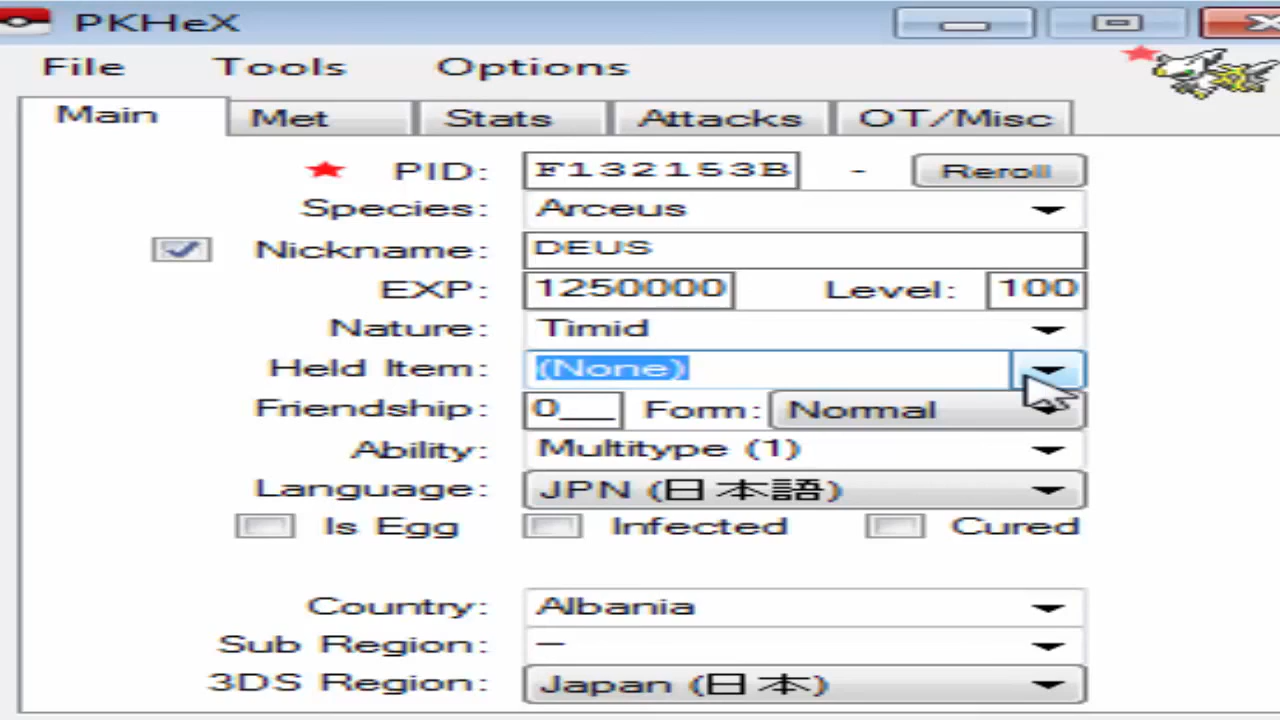 PKHeX
File Tools Options
Main Met Stats Attacks OT/Misc
PID: F132153B - Reroll
Species: Arceus
Nickname: DEUS
EXP: 1250000 Level: 100
Nature: Timid
Held Item: (None)
Friendship: 0__ Form: Normal
Ability: Multitype (1)
Language: JPN (日本語)
Is Egg Infected Cured
Country: Albania
Sub Region: —
3DS Region: Japan (日本)